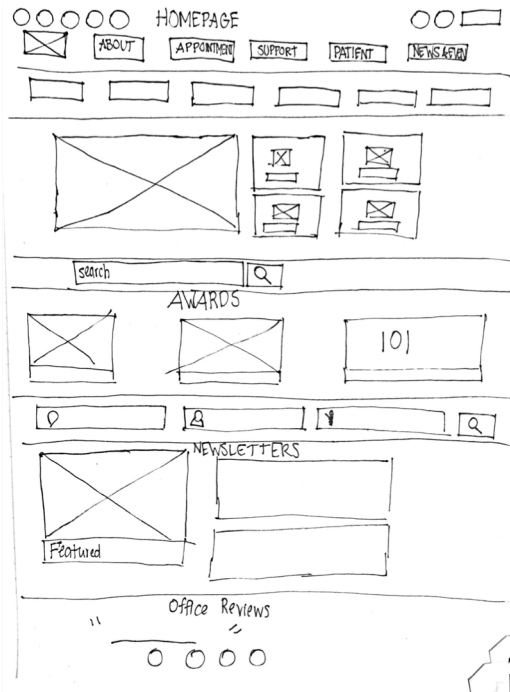 HOMEPAGE
ABOUT APPOINTMENT SUPPORT PATIENT NEWS & EVEN
search
AWARDS
101
NEWSLETTERS
Featured
Office Reviews
" "